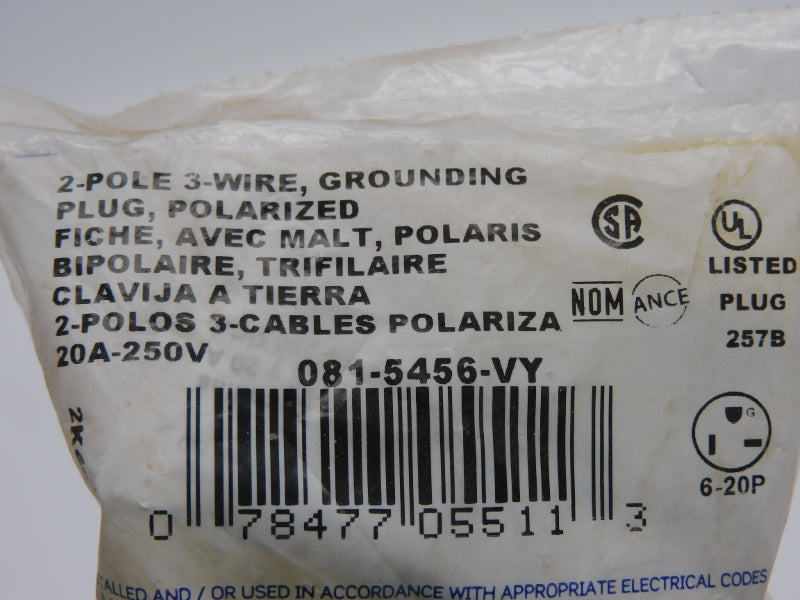 2-POLE 3-WIRE, GROUNDING
PLUG, POLARIZED
FICHE, AVEC MALT, POLARIS
BIPOLAIRE, TRIFILAIRE
CLAVIJA A TIERRA
2-POLOS 3-CABLES POLARIZA
20A-250V
SA
UL
LISTED
PLUG
257B
NOM ANCE
081-5456-VY
0 78477 05511 3
G
6-20P
TALLED AND / OR USED IN ACCORDANCE WITH APPROPRIATE ELECTRICAL CODES